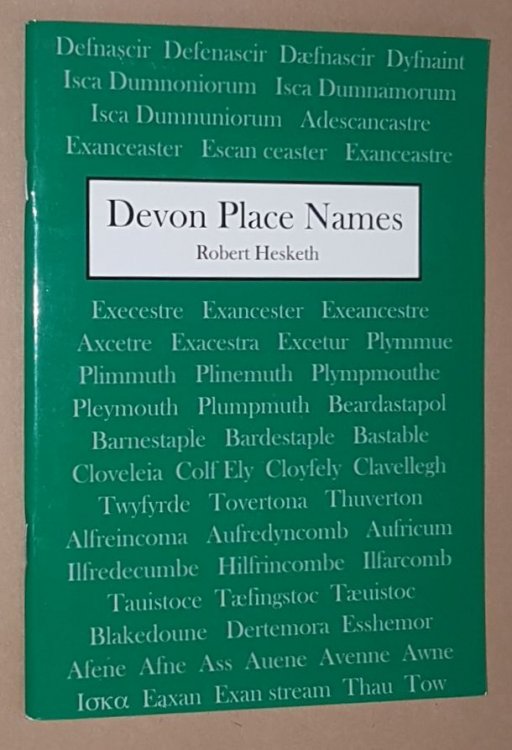 Defnasċir Defenascir Dæfnascir Dyfnaint
Isca Dumnoniorum Isca Dumnamorum
Isca Dumnuniorum Adescancastre
Exanceaster Escan ceaster Exanceastre
Devon Place Names
Robert Hesketh
Execestre Exancester Exeancestre
Axcetre Exacestra Excetur Plymmue
Plimmuth Plinemuth Plympmouthe
Pleymouth Plumpmuth Beardastapol
Barnestaple Bardestaple Bastable
Cloveleia Colf Ely Cloyfely Clavellegh
Twyfyrde Tovertona Thuverton
Alfreincoma Aufredyncomb Aufricum
Ilfredecumbe Hilfrincombe Ilfarcomb
Tauistoce Tæfingstoc Tæuistoc
Blakedoune Dertemora Esshemor
Afene Afne Ass Auene Avenne Awne
Ισκα Eąxan Exan stream Thau Tow